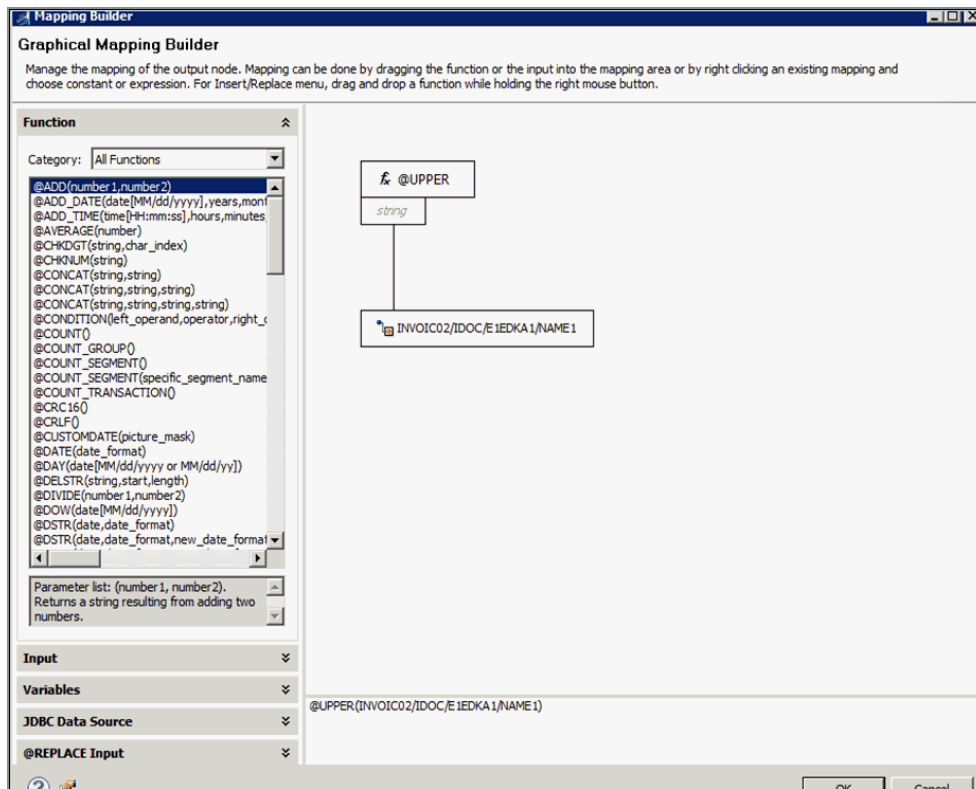 Mapping Builder
Graphical Mapping Builder
Manage the mapping of the output node. Mapping can be done by dragging the function or the input into the mapping area or by right clicking an existing mapping and
choose constant or expression. For Insert/Replace menu, drag and drop a function while holding the right mouse button.
Function
Category: All Functions
@ADD(number1,number2)
@ADD_DATE(date[MM/dd/yyyy],years,mont
@ADD_TIME(time[HH:mm:ss],hours,minutes,
@AVERAGE(number)
@CHKDGT(string,char_index)
@CHKNUM(string)
@CONCAT(string,string)
@CONCAT(string,string,string)
@CONCAT(string,string,string,string)
@CONDITION(left_operand,operator,right_o
@COUNT()
@COUNT_GROUP()
@COUNT_SEGMENT()
@COUNT_SEGMENT(specific_segment_name
@COUNT_TRANSACTION()
@CRC16()
@CRLF()
@CUSTOMDATE(picture_mask)
@DATE(date_format)
@DAY(date[MM/dd/yyyy or MM/dd/yy])
@DELSTR(string,start,length)
@DIVIDE(number1,number2)
@DOW(date[MM/dd/yyyy])
@DSTR(date,date_format)
@DSTR(date,date_format,new_date_format
Parameter list: (number1, number2).
Returns a string resulting from adding two
numbers.
Input
Variables
JDBC Data Source
@REPLACE Input
fx @UPPER
string
INVOIC02/IDOC/E1EDKA1/NAME1
@UPPER(INVOIC02/IDOC/E1EDKA1/NAME1)
OK
Cancel